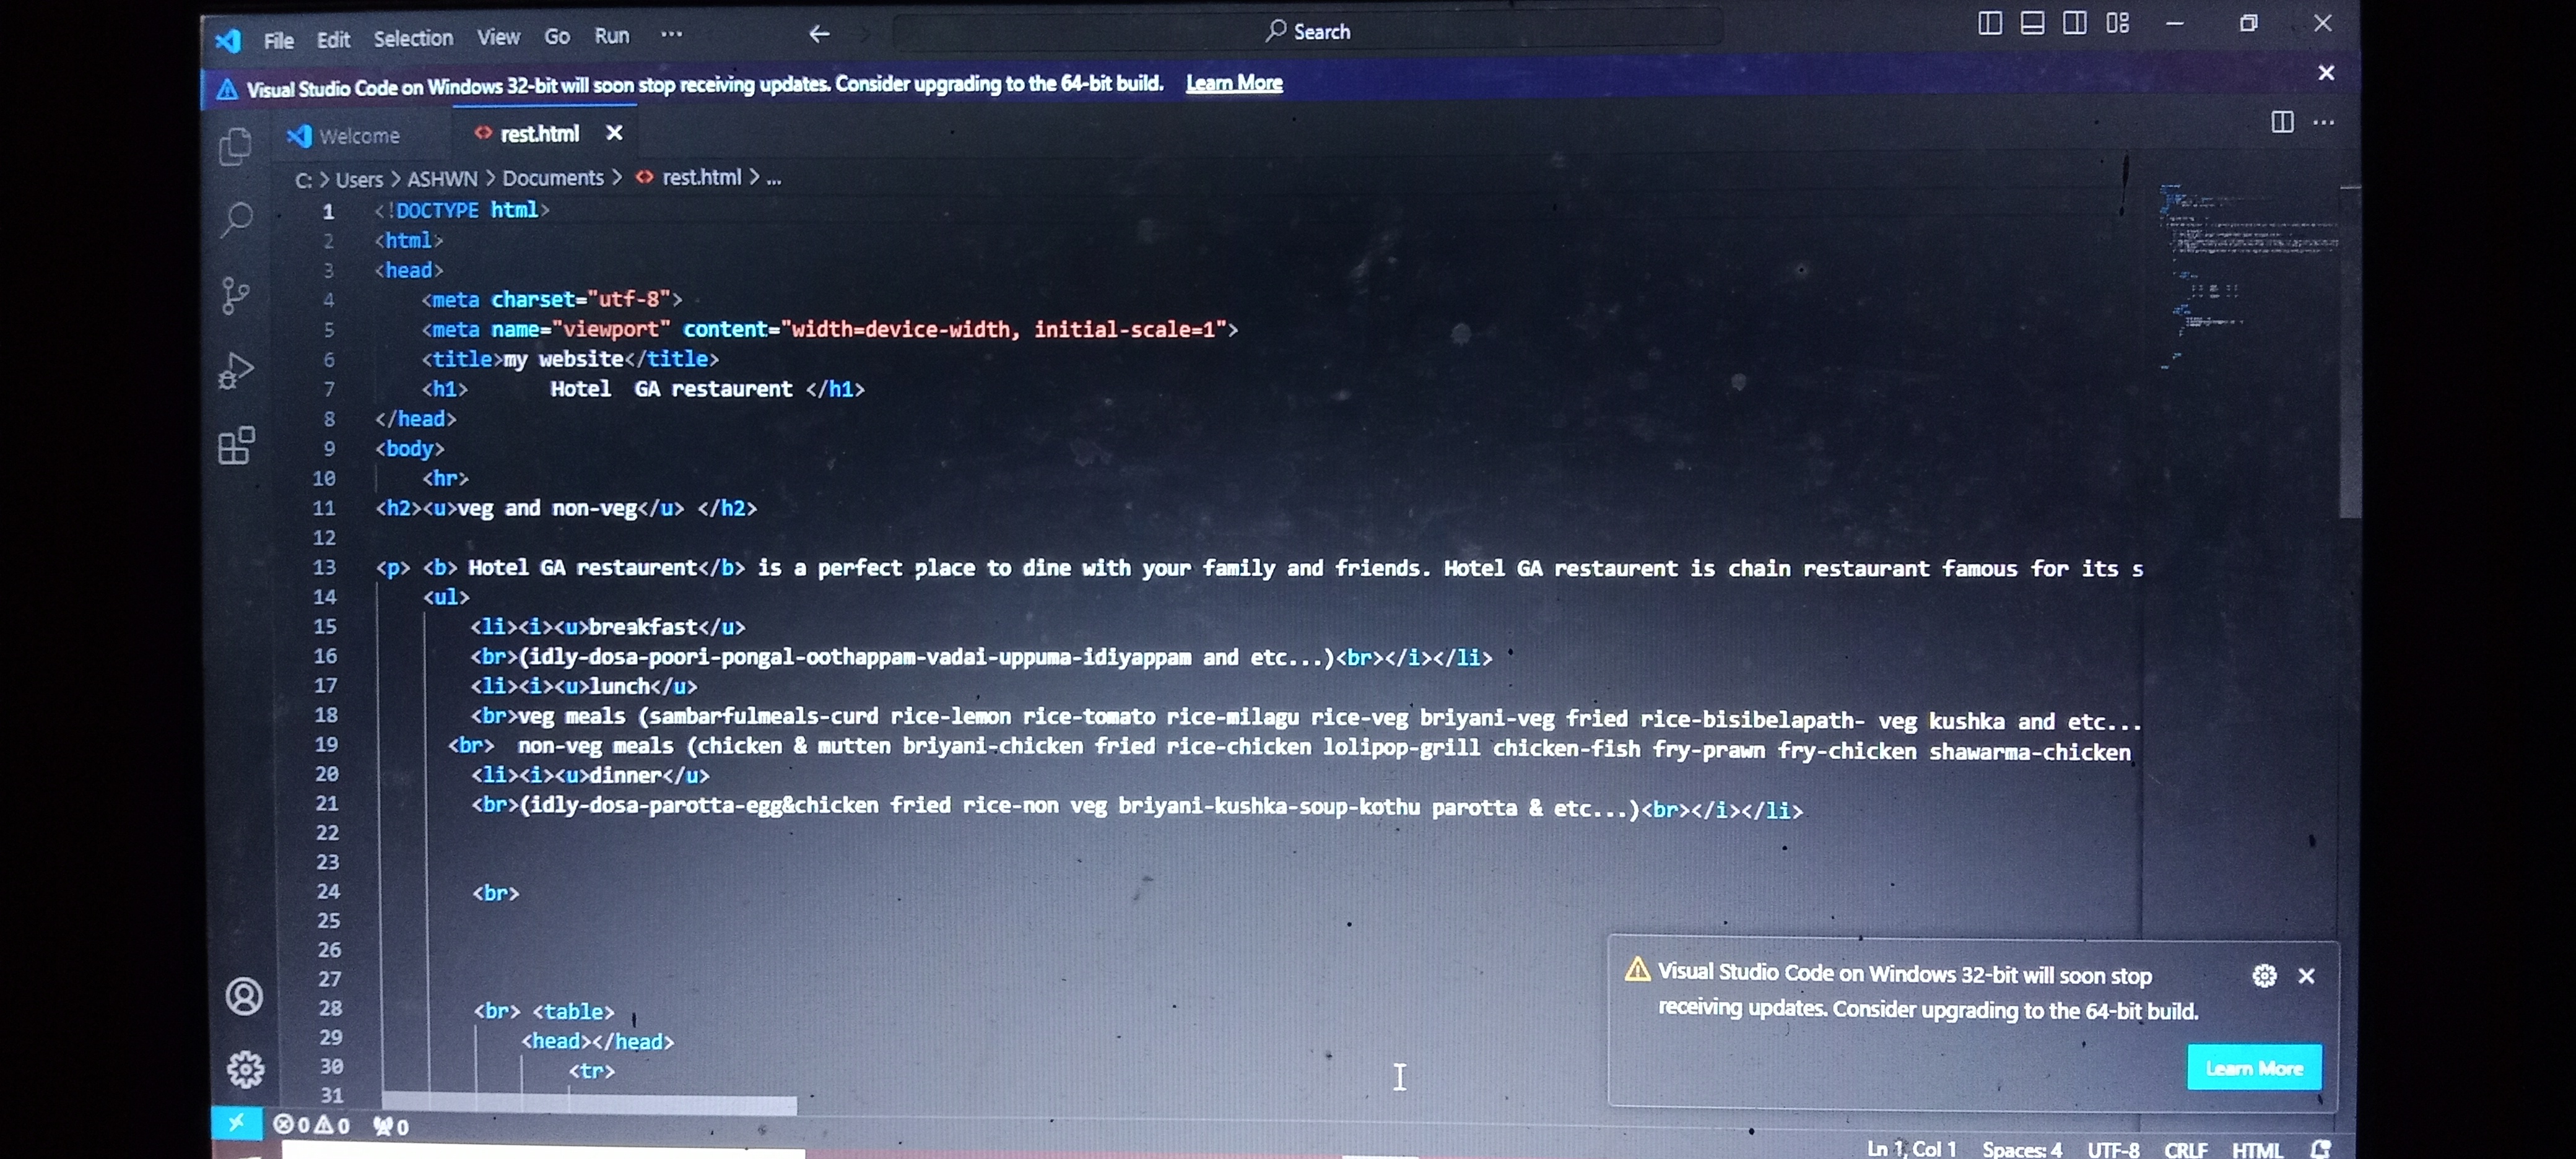 File Edit Selection View Go Run ... Search
Visual Studio Code on Windows 32-bit will soon stop receiving updates. Consider upgrading to the 64-bit build. Learn More
Welcome rest.html
C: > Users > ASHWN > Documents > rest.html > ...
1 <!DOCTYPE html>
2 <html>
3 <head>
4 <meta charset="utf-8">
5 <meta name="viewport" content="width=device-width, initial-scale=1">
6 <title>my website</title>
7 <h1> Hotel GA restaurent </h1>
8 </head>
9 <body>
10 <hr>
11 <h2><u>veg and non-veg</u> </h2>
12
13 <p> <b> Hotel GA restaurent</b> is a perfect place to dine with your family and friends. Hotel GA restaurent is chain restaurant famous for its s
14 <ul>
15 <li><i><u>breakfast</u>
16 <br>(idly-dosa-poori-pongal-oothappam-vadai-uppuma-idiyappam and etc...)<br></i></li>
17 <li><i><u>lunch</u>
18 <br>veg meals (sambarfulmeals-curd rice-lemon rice-tomato rice-milagu rice-veg briyani-veg fried rice-bisibelapath- veg kushka and etc...
19 <br> non-veg meals (chicken & mutten briyani-chicken fried rice-chicken lolipop-grill chicken-fish fry-prawn fry-chicken shawarma-chicken
20 <li><i><u>dinner</u>
21 <br>(idly-dosa-parotta-egg&chicken fried rice-non veg briyani-kushka-soup-kothu parotta & etc...)<br></i></li>
22
23
24 <br>
25
26
27
28 <br> <table>
29 <head></head>
30 <tr>
31
Visual Studio Code on Windows 32-bit will soon stop
receiving updates. Consider upgrading to the 64-bit build.
Learn More
0 0 0
Ln 1, Col 1 Spaces: 4 UTF-8 CRLF HTML